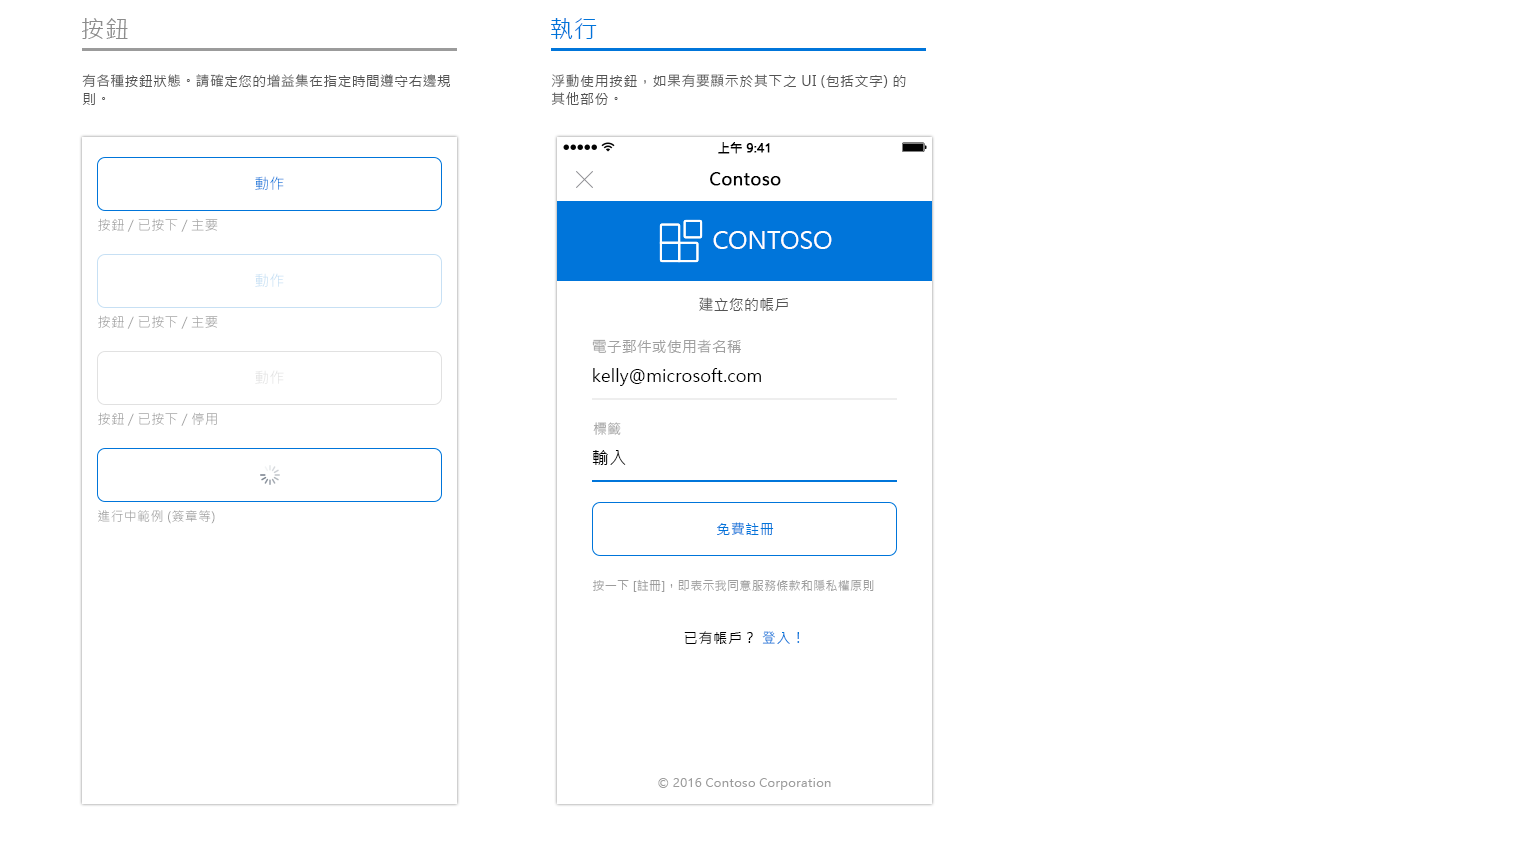 按鈕
有各種按鈕狀態。請確定您的增益集在指定時間遵守右邊規
則。
動作
按鈕 / 已按下 / 主要
動作
按鈕 / 已按下 / 主要
動作
按鈕 / 已按下 / 停用
進行中範例 (簽章等)
執行
浮動使用按鈕，如果有要顯示於其下之 UI (包括文字) 的
其他部份。
上午 9:41
Contoso
CONTOSO
建立您的帳戶
電子郵件或使用者名稱
kelly@microsoft.com
標籤
輸入
免費註冊
按一下 [註冊]，即表示我同意服務條款和隱私權原則
已有帳戶？ 登入！
© 2016 Contoso Corporation